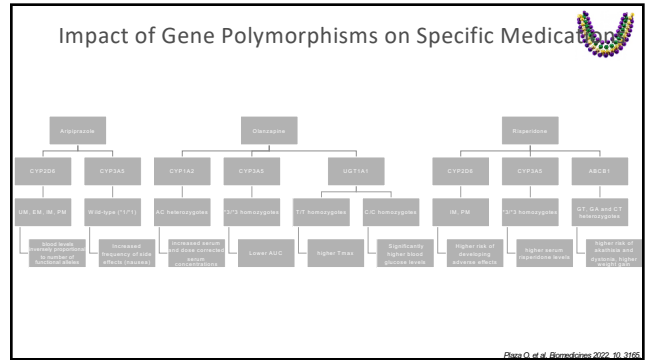 Impact of Gene Polymorphisms on Specific Medications
Aripiprazole
Olanzapine
Risperidone
CYP2D6
CYP3A5
CYP1A2
CYP3A5
UGT1A1
CYP2D6
CYP3A5
ABCB1
UM, EM, IM, PM
Wild-type (*1/*1)
AC heterozygotes
*3/*3 homozygotes
T/T homozygotes
C/C homozygotes
IM, PM
*3/*3 homozygotes
GT, GA and CT
heterozygotes
blood levels
inversely proportional
to number of
functional alleles
Increased
frequency of side
effects (nausea)
increased serum
and dose corrected
serum
concentrations
Lower AUC
higher Tmax
Significantly
higher blood
glucose levels
Higher risk of
developing
adverse effects
higher serum
risperidone levels
higher risk of
akathisia and
dystonia, higher
weight gain
Plaza O, et al. Biomedicines 2022, 10, 3165.